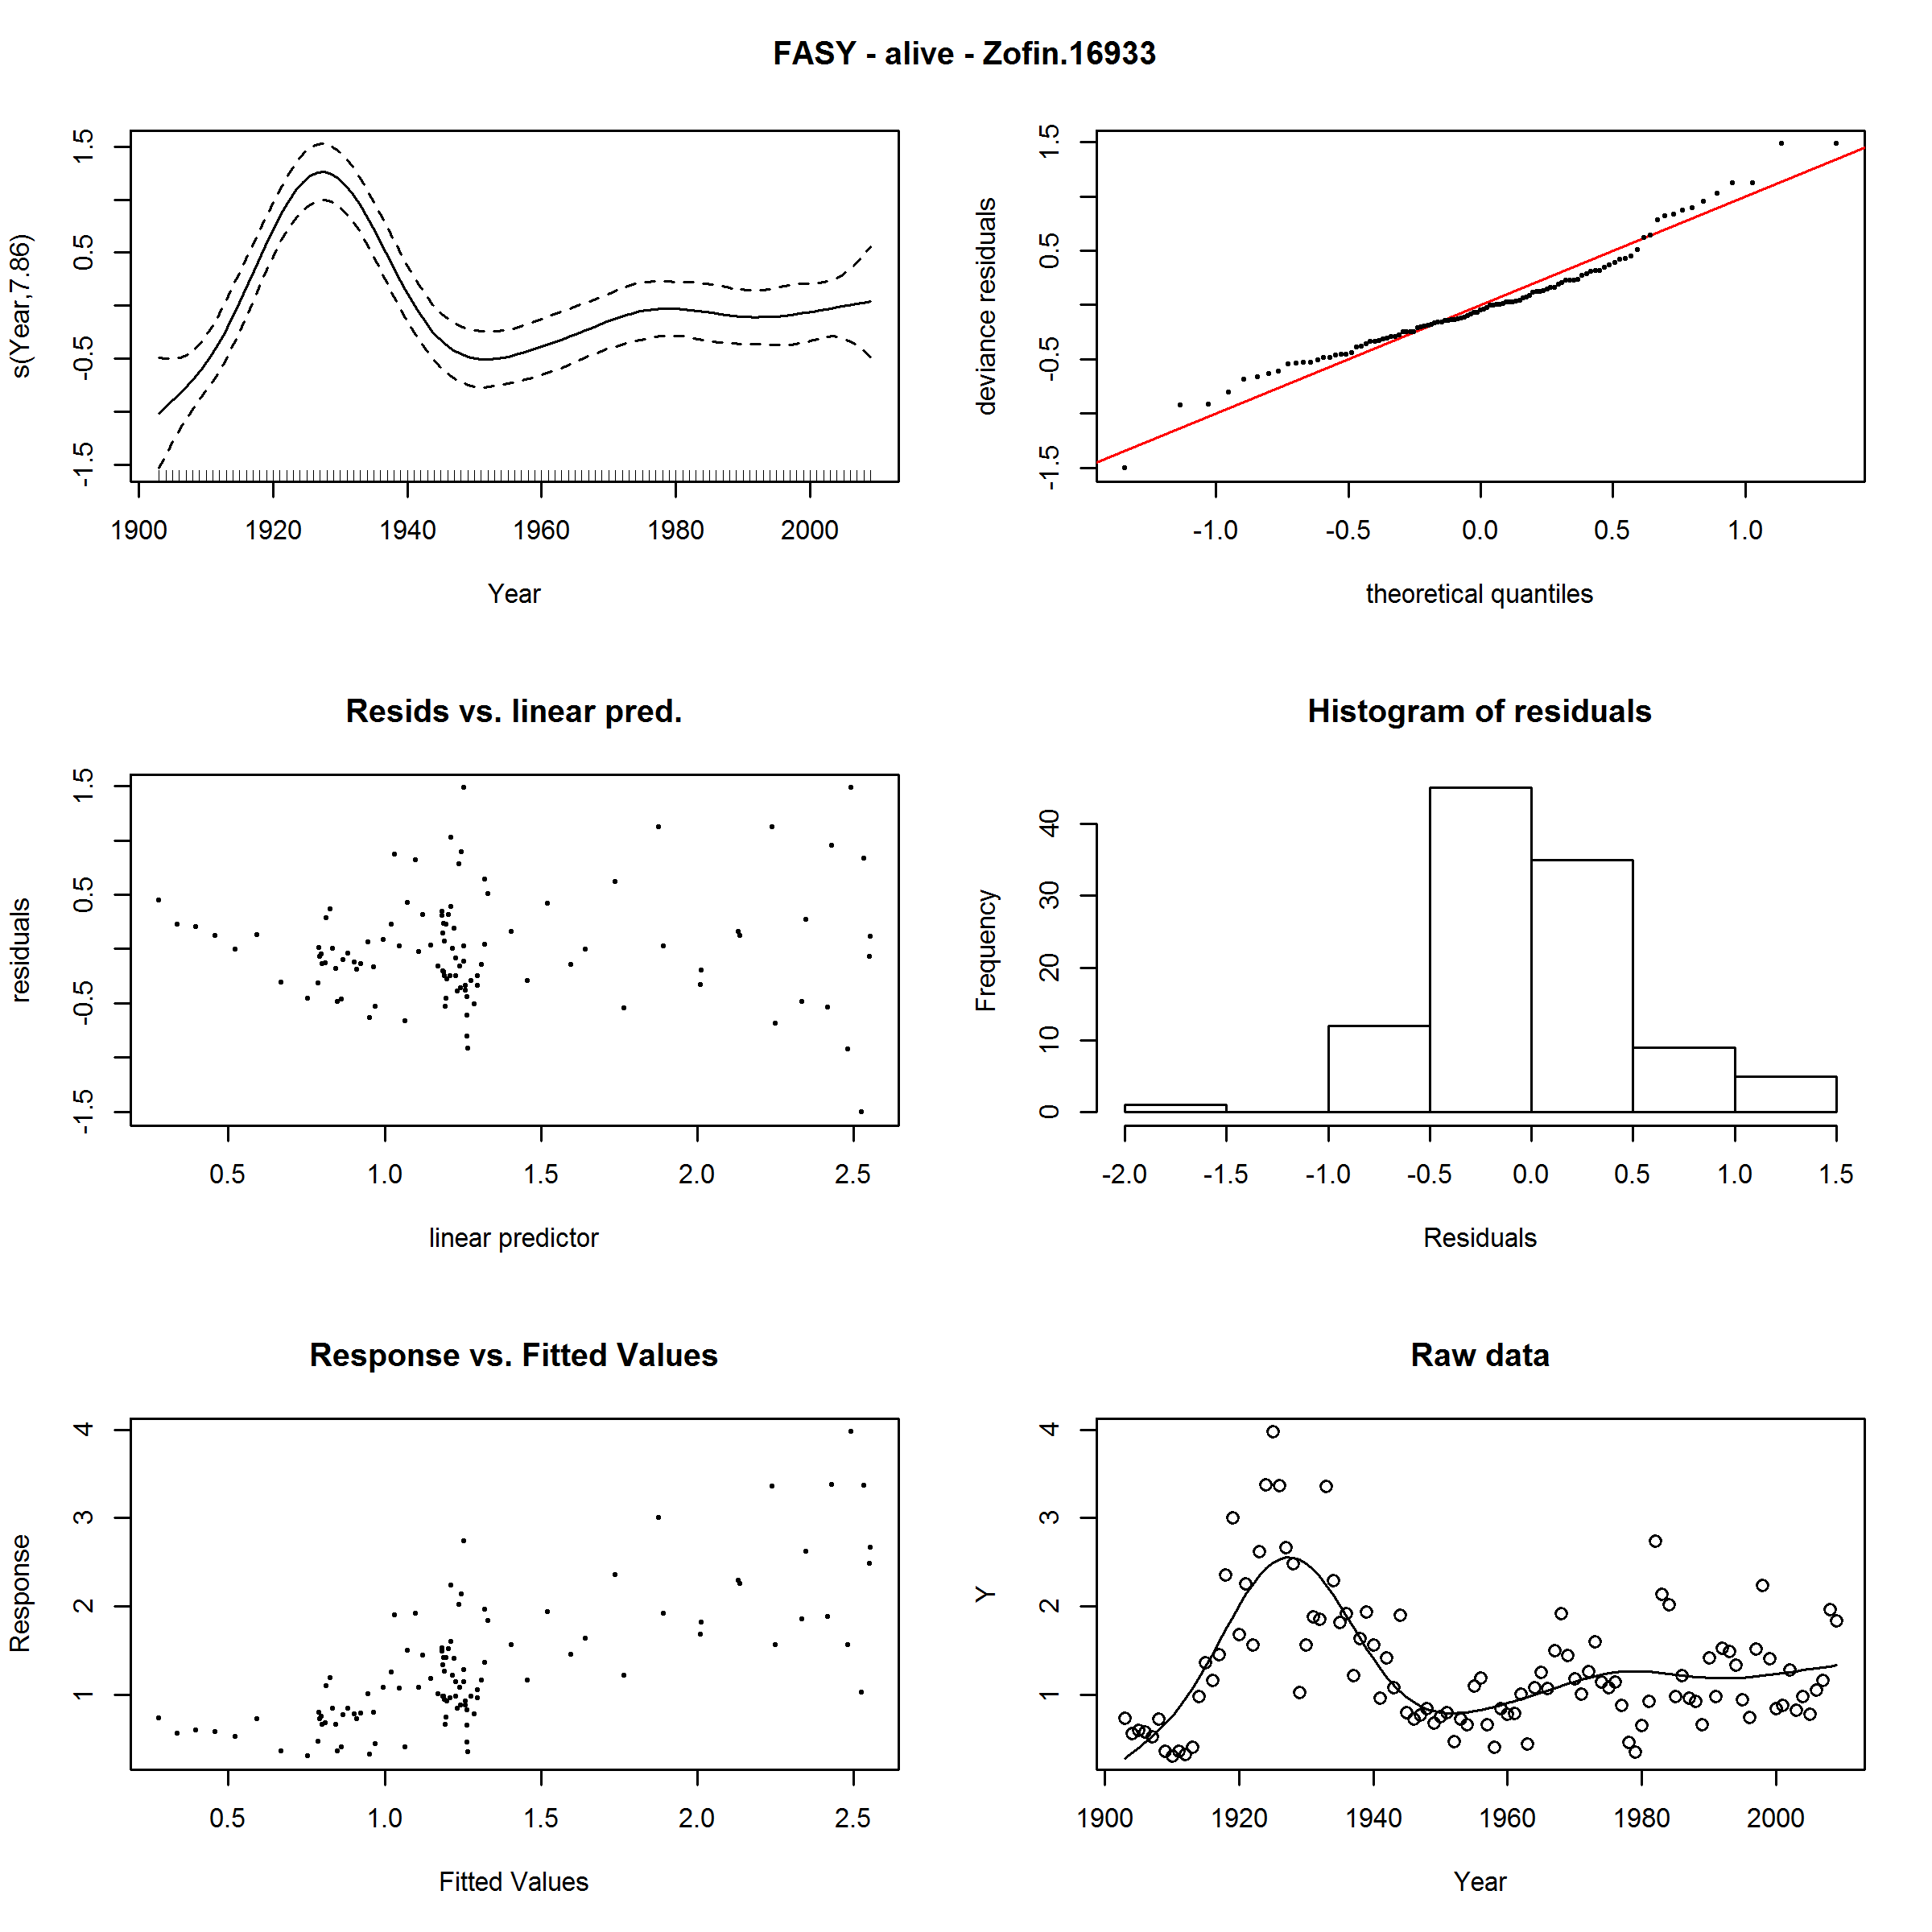 FASY - alive - Zofin.16933
s(Year,7.86)
-1.5 -0.5 0.5 1.5
1900 1920 1940 1960 1980 2000
Year
deviance residuals
-1.5 -0.5 0.5 1.5
-1.0 -0.5 0.0 0.5 1.0
theoretical quantiles
Resids vs. linear pred.
residuals
-1.5 -0.5 0.5 1.5
0.5 1.0 1.5 2.0 2.5
linear predictor
Histogram of residuals
Frequency
0 10 20 30 40
-2.0 -1.5 -1.0 -0.5 0.0 0.5 1.0 1.5
Residuals
Response vs. Fitted Values
Response
1 2 3 4
0.5 1.0 1.5 2.0 2.5
Fitted Values
Raw data
Y
1 2 3 4
1900 1920 1940 1960 1980 2000
Year